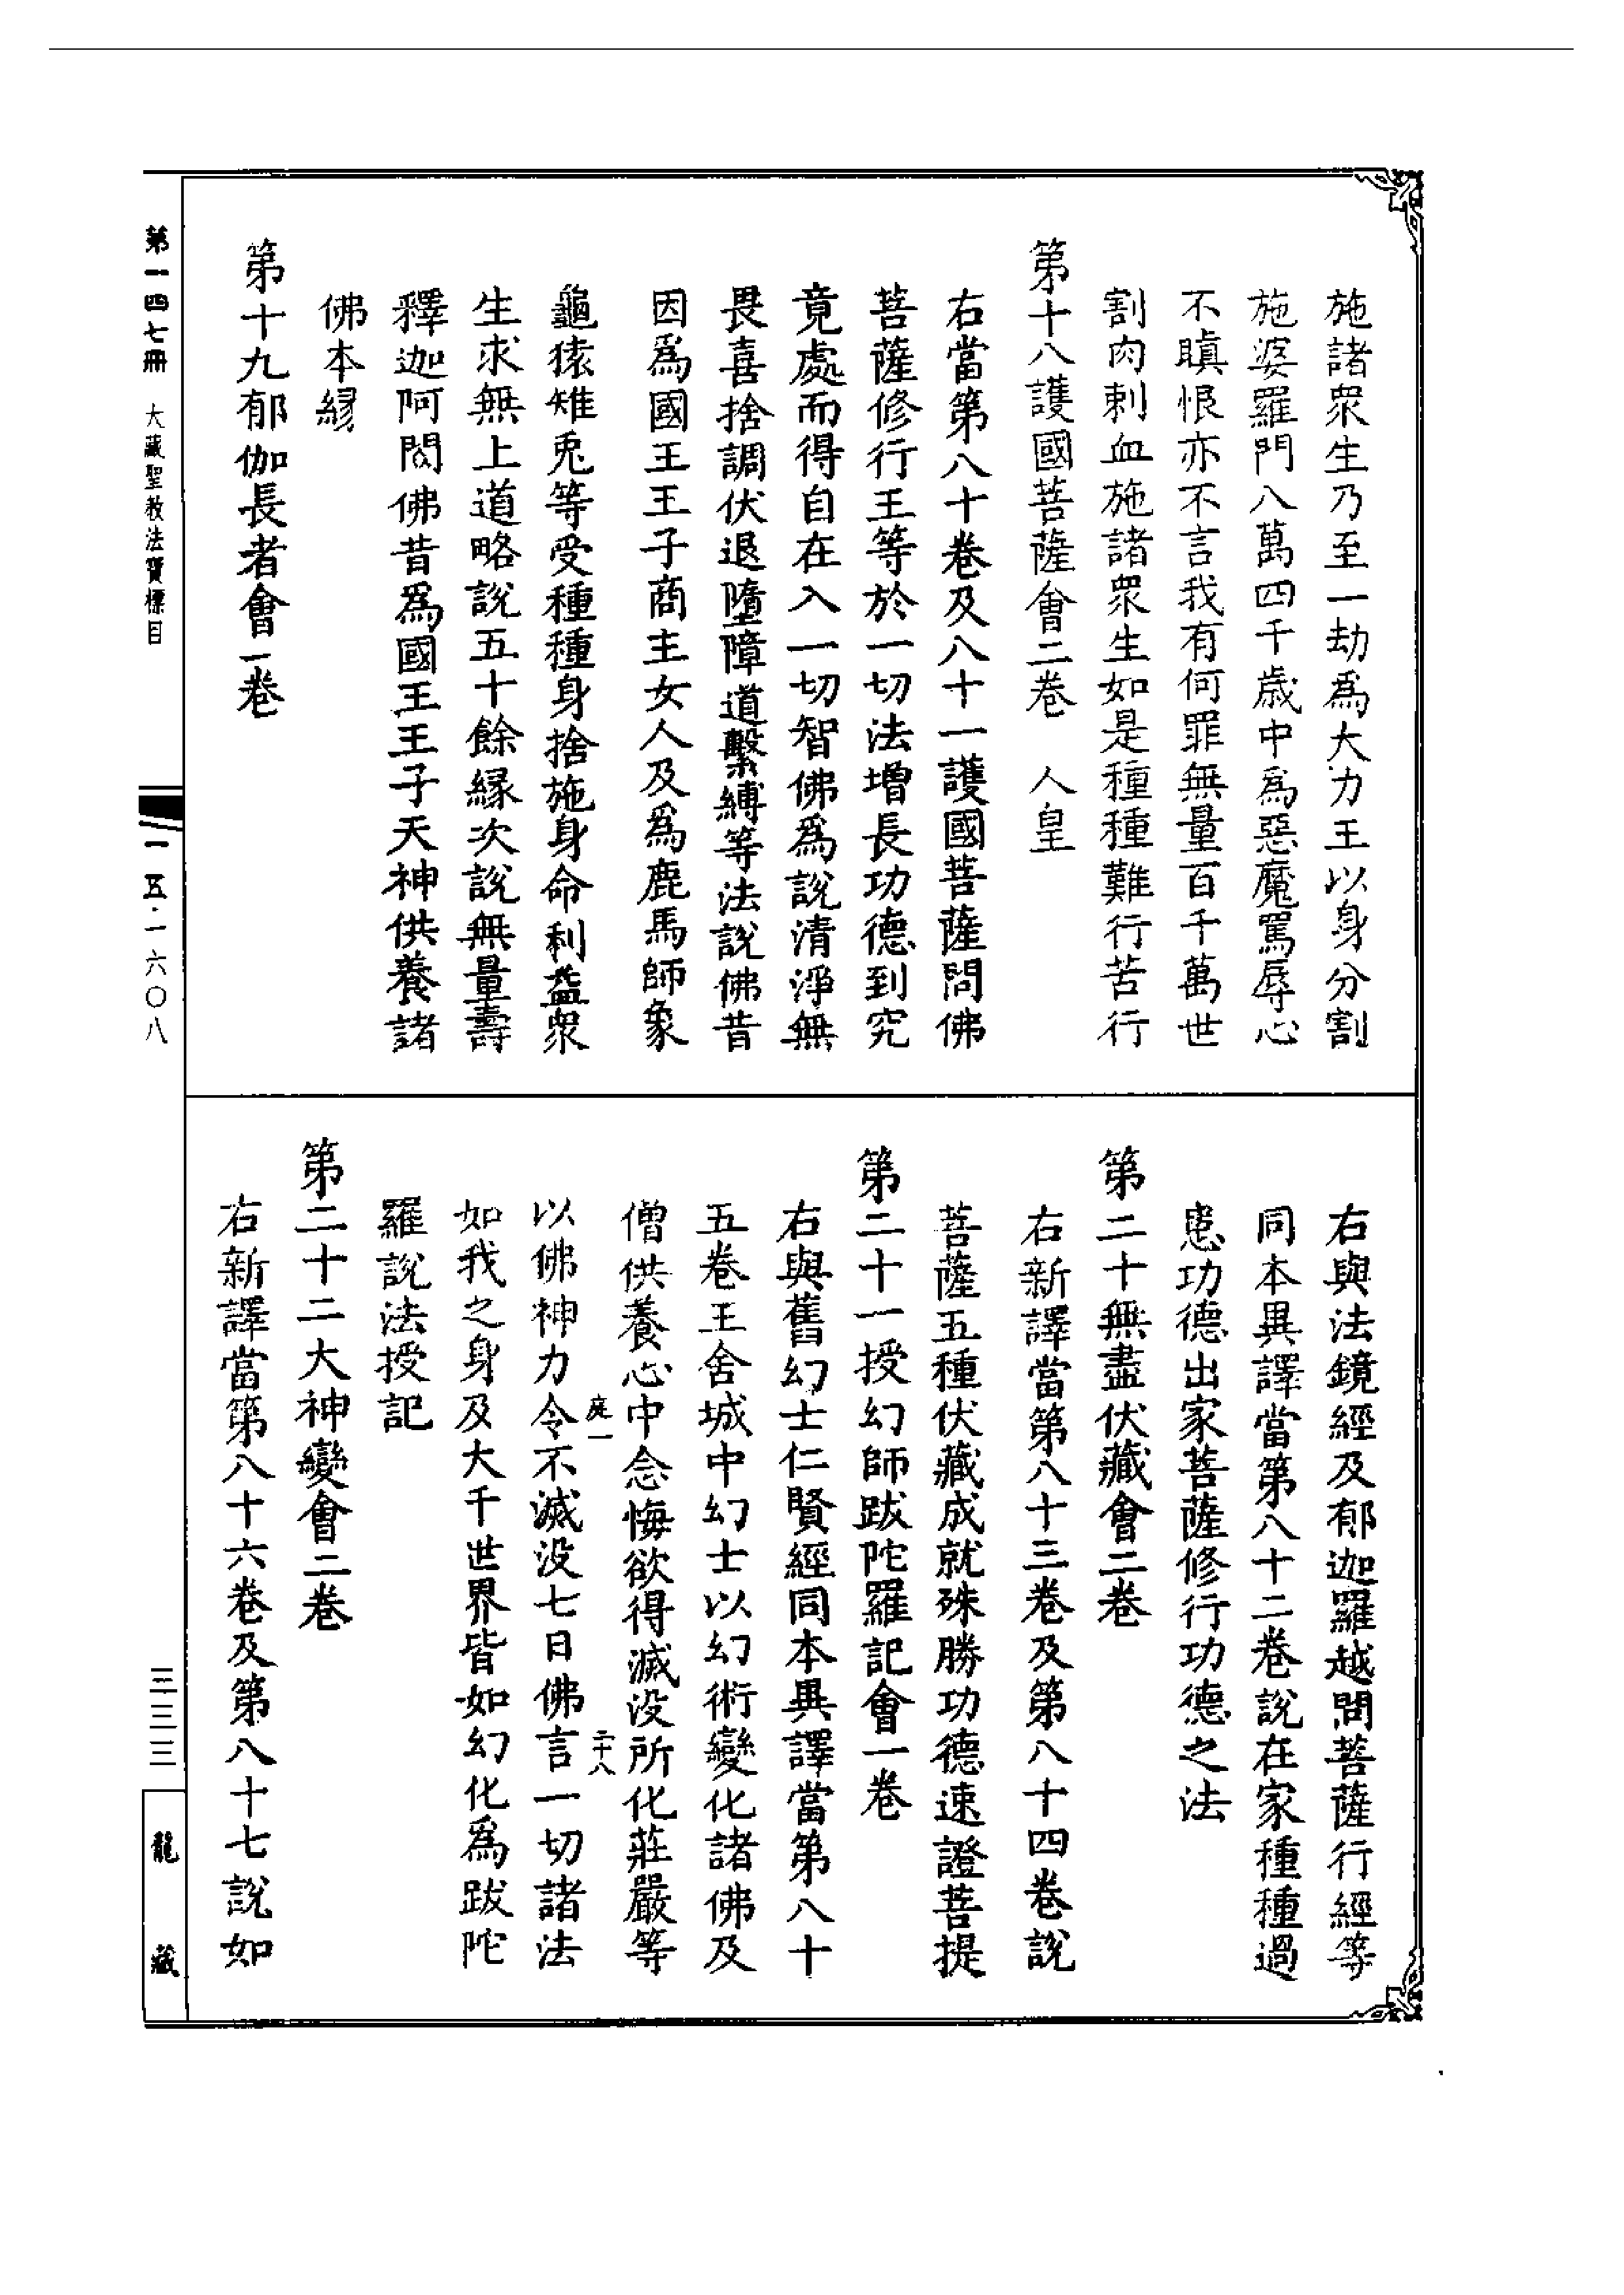 施諸衆生乃至一劫爲大力王以身分割
施婆羅門八萬四千歲中爲惡魔罵辱心
不瞋恨亦不言我有何罪無量百千萬世
割肉刺血施諸衆生如是種種難行苦行
第十八護國菩薩會二卷　人皇
右當第八十卷及八十一護國菩薩問佛
菩薩修行王等於一切法增長功德到究
竟處而得自在入一切智佛爲說清淨無
畏喜捨調伏退墮障道繫縛等法說佛昔
因爲國王王子商主女人及爲鹿馬師象
龜猿雉兎等受種種身捨施身命利益衆
生求無上道略說五十餘緣次說無量壽
釋迦阿閦佛昔爲國王王子天神供養諸
佛本緣
第十九郁伽長者會一卷
右與法鏡經及郁迦羅越問菩薩行經等
同本異譯當第八十二卷說在家種種過
患功德出家菩薩修行功德之法
第二十無盡伏藏會二卷
右新譯當第八十三卷及第八十四卷說
菩薩五種伏藏成就殊勝功德速證菩提
第二十一授幻師跋陀羅記會一卷
右與舊幻士仁賢經同本異譯當第八十
五卷王舍城中幻士以幻術變化諸佛及
僧供養心中念悔欲得滅没所化莊嚴等
庭一　二十八
以佛神力令不滅没七日佛言一切諸法
如我之身及大千世界皆如幻化爲跋陀
羅說法授記
第二十二大神變會二卷
右新譯當第八十六卷及第八十七說如
第一四七冊　大藏聖教法寶標目
一五·一六〇八
三三三
龍藏